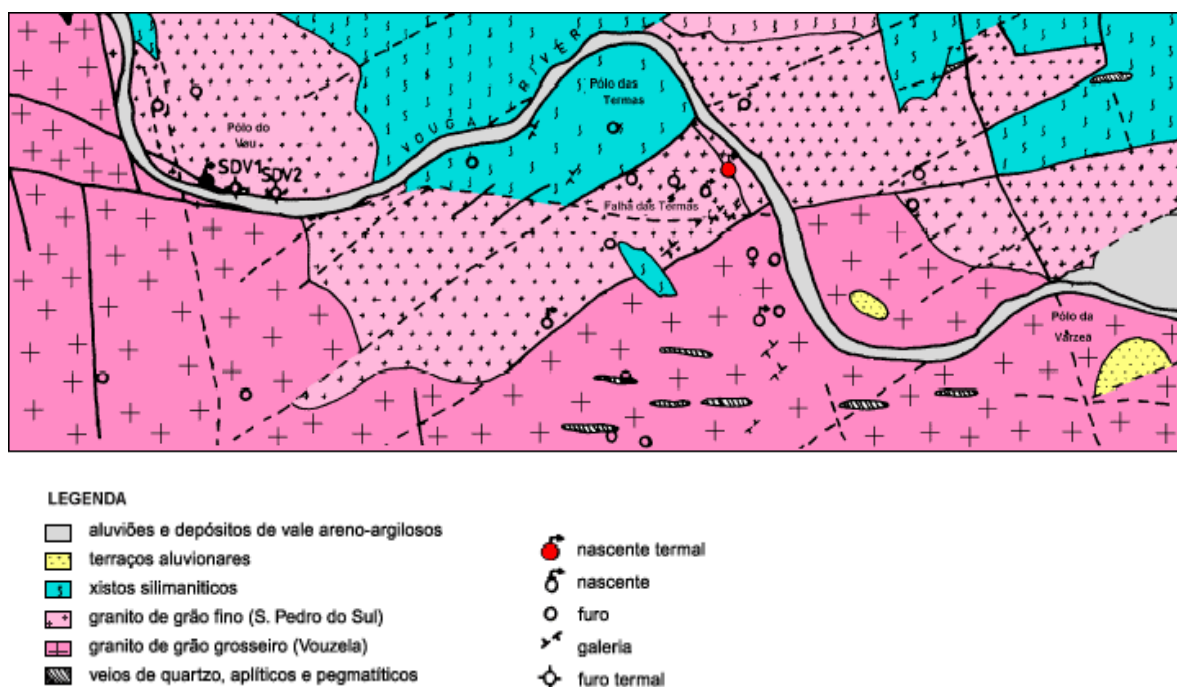 VOUGA RIVER
Pólo das
Termas
Pólo do
Vau
SDV1
SDV2
Falha das Termas
Pólo da
Várzea
LEGENDA
aluviões e depósitos de vale areno-argilosos
terraços aluvionares
xistos silimaníticos
granito de grão fino (S. Pedro do Sul)
granito de grão grosseiro (Vouzela)
veios de quartzo, aplíticos e pegmatíticos
nascente termal
nascente
furo
galeria
furo termal